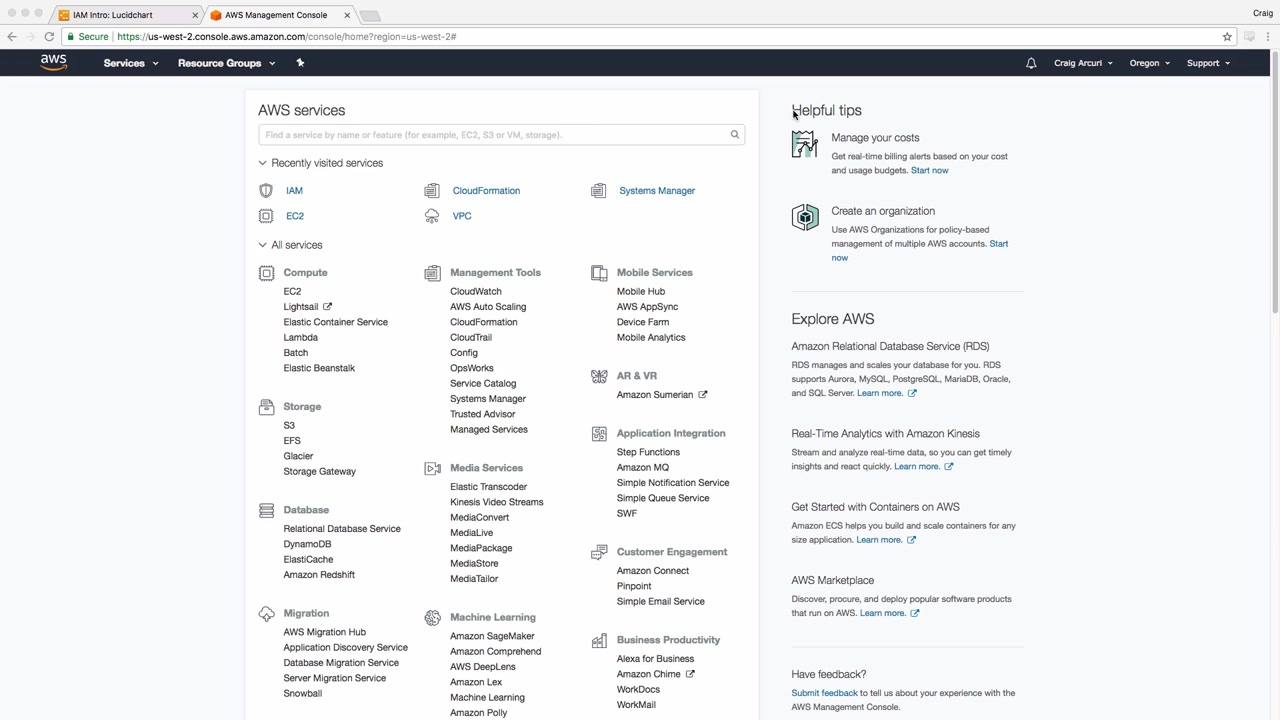 IAM Intro: Lucidchart
AWS Management Console
Craig
Secure https://us-west-2.console.aws.amazon.com/console/home?region=us-west-2#
aws Services Resource Groups Craig Arcuri Oregon Support
AWS services
Find a service by name or feature (for example, EC2, S3 or VM, storage).
Recently visited services
IAM
CloudFormation
Systems Manager
EC2
VPC
All services
Compute
EC2
Lightsail
Elastic Container Service
Lambda
Batch
Elastic Beanstalk
Storage
S3
EFS
Glacier
Storage Gateway
Database
Relational Database Service
DynamoDB
ElastiCache
Amazon Redshift
Migration
AWS Migration Hub
Application Discovery Service
Database Migration Service
Server Migration Service
Snowball
Management Tools
CloudWatch
AWS Auto Scaling
CloudFormation
CloudTrail
Config
OpsWorks
Service Catalog
Systems Manager
Trusted Advisor
Managed Services
Media Services
Elastic Transcoder
Kinesis Video Streams
MediaConvert
MediaLive
MediaPackage
MediaStore
MediaTailor
Machine Learning
Amazon SageMaker
Amazon Comprehend
AWS DeepLens
Amazon Lex
Machine Learning
Amazon Polly
Mobile Services
Mobile Hub
AWS AppSync
Device Farm
Mobile Analytics
AR & VR
Amazon Sumerian
Application Integration
Step Functions
Amazon MQ
Simple Notification Service
Simple Queue Service
SWF
Customer Engagement
Amazon Connect
Pinpoint
Simple Email Service
Business Productivity
Alexa for Business
Amazon Chime
WorkDocs
WorkMail
Helpful tips
Manage your costs
Get real-time billing alerts based on your cost
and usage budgets. Start now
Create an organization
Use AWS Organizations for policy-based
management of multiple AWS accounts. Start
now
Explore AWS
Amazon Relational Database Service (RDS)
RDS manages and scales your database for you. RDS
supports Aurora, MySQL, PostgreSQL, MariaDB, Oracle,
and SQL Server. Learn more.
Real-Time Analytics with Amazon Kinesis
Stream and analyze real-time data, so you can get timely
insights and react quickly. Learn more.
Get Started with Containers on AWS
Amazon ECS helps you build and scale containers for any
size application. Learn more.
AWS Marketplace
Discover, procure, and deploy popular software products
that run on AWS. Learn more.
Have feedback?
Submit feedback to tell us about your experience with the
AWS Management Console.